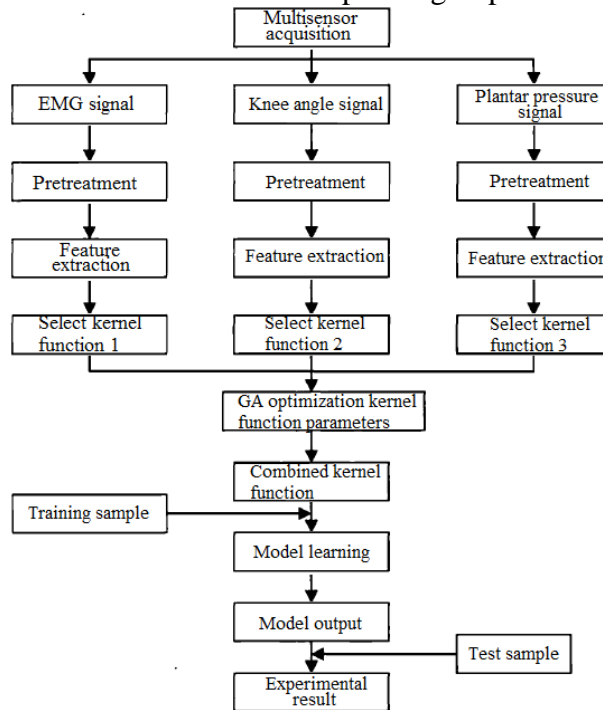 Multisensor
acquisition
EMG signal
Knee angle signal
Plantar pressure
signal
Pretreatment
Pretreatment
Pretreatment
Feature
extraction
Feature extraction
Feature extraction
Select kernel
function 1
Select kernel
function 2
Select kernel
function 3
GA optimization kernel
function parameters
Combined kernel
function
Training sample
Model learning
Model output
Test sample
Experimental
result